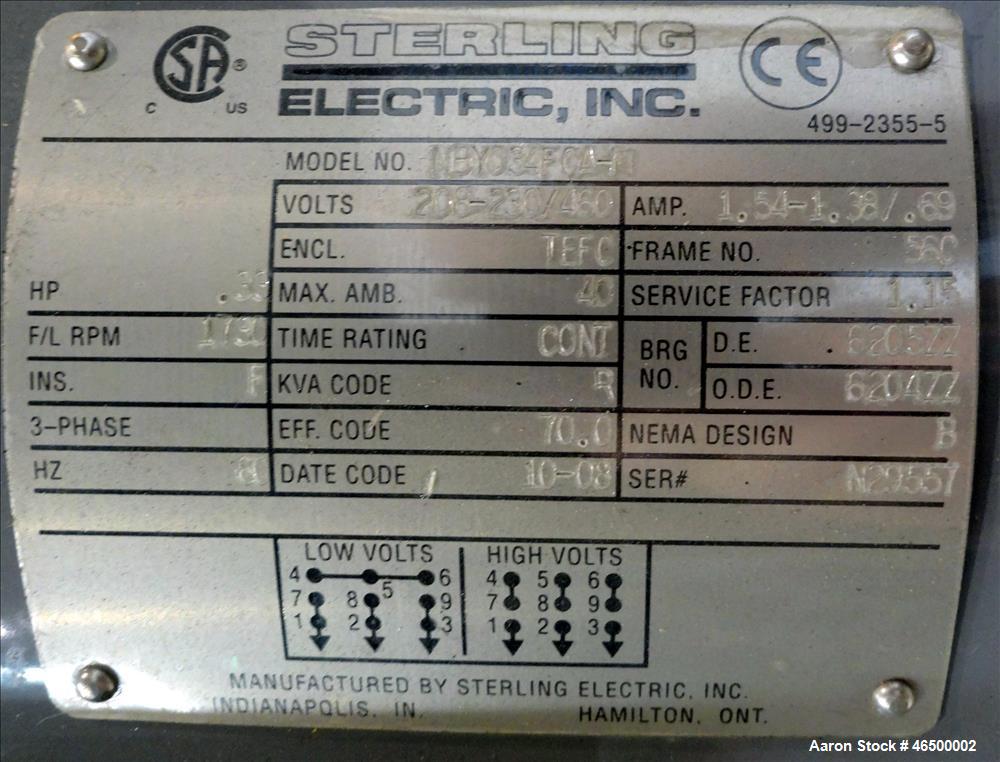 CSA ® CE
C US
STERLING
ELECTRIC, INC.
499-2355-5
MODEL NO.
VOLTS 208-230/460 AMP. 1.54-1.38/.69
ENCL. TEFC FRAME NO. 56C
HP .33 MAX. AMB. 40 SERVICE FACTOR 1.15
F/L RPM TIME RATING CONT BRG NO. D.E. 6205ZZ
INS. F KVA CODE O.D.E. 6204ZZ
3-PHASE EFF. CODE 70.0 NEMA DESIGN B
HZ DATE CODE 10-08 SER# N29557
LOW VOLTS HIGH VOLTS
4 5 6 4 5 6
7 8 9 7 8 9
1 2 3 1 2 3
MANUFACTURED BY STERLING ELECTRIC, INC.
INDIANAPOLIS, IN. HAMILTON, ONT.
Aaron Stock # 46500002